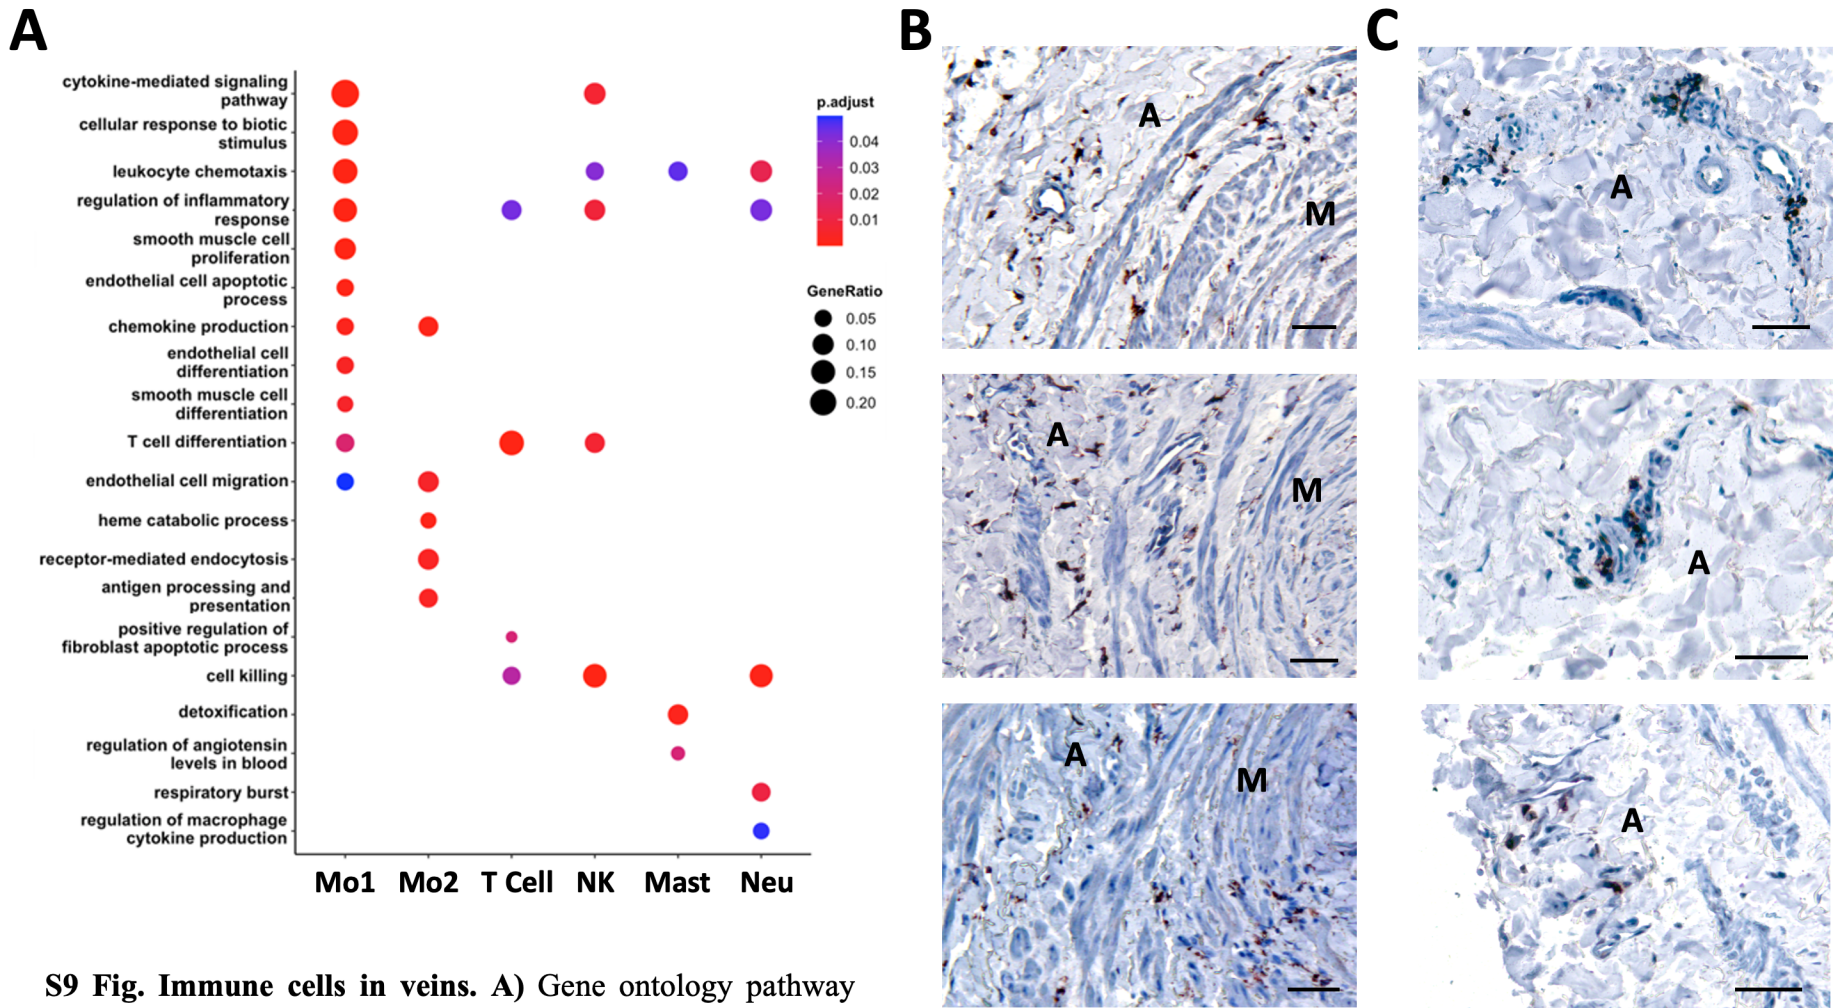 A
B
C
cytokine-mediated signaling
pathway
cellular response to biotic
stimulus
leukocyte chemotaxis
regulation of inflammatory
response
smooth muscle cell
proliferation
endothelial cell apoptotic
process
chemokine production
endothelial cell
differentiation
smooth muscle cell
differentiation
T cell differentiation
endothelial cell migration
heme catabolic process
receptor-mediated endocytosis
antigen processing and
presentation
positive regulation of
fibroblast apoptotic process
cell killing
detoxification
regulation of angiotensin
levels in blood
respiratory burst
regulation of macrophage
cytokine production
Mo1 Mo2 T Cell NK Mast Neu
p.adjust
0.04
0.03
0.02
0.01
GeneRatio
0.05
0.10
0.15
0.20
A
M
A
M
A
M
A
A
A
S9 Fig. Immune cells in veins. A) Gene ontology pathway